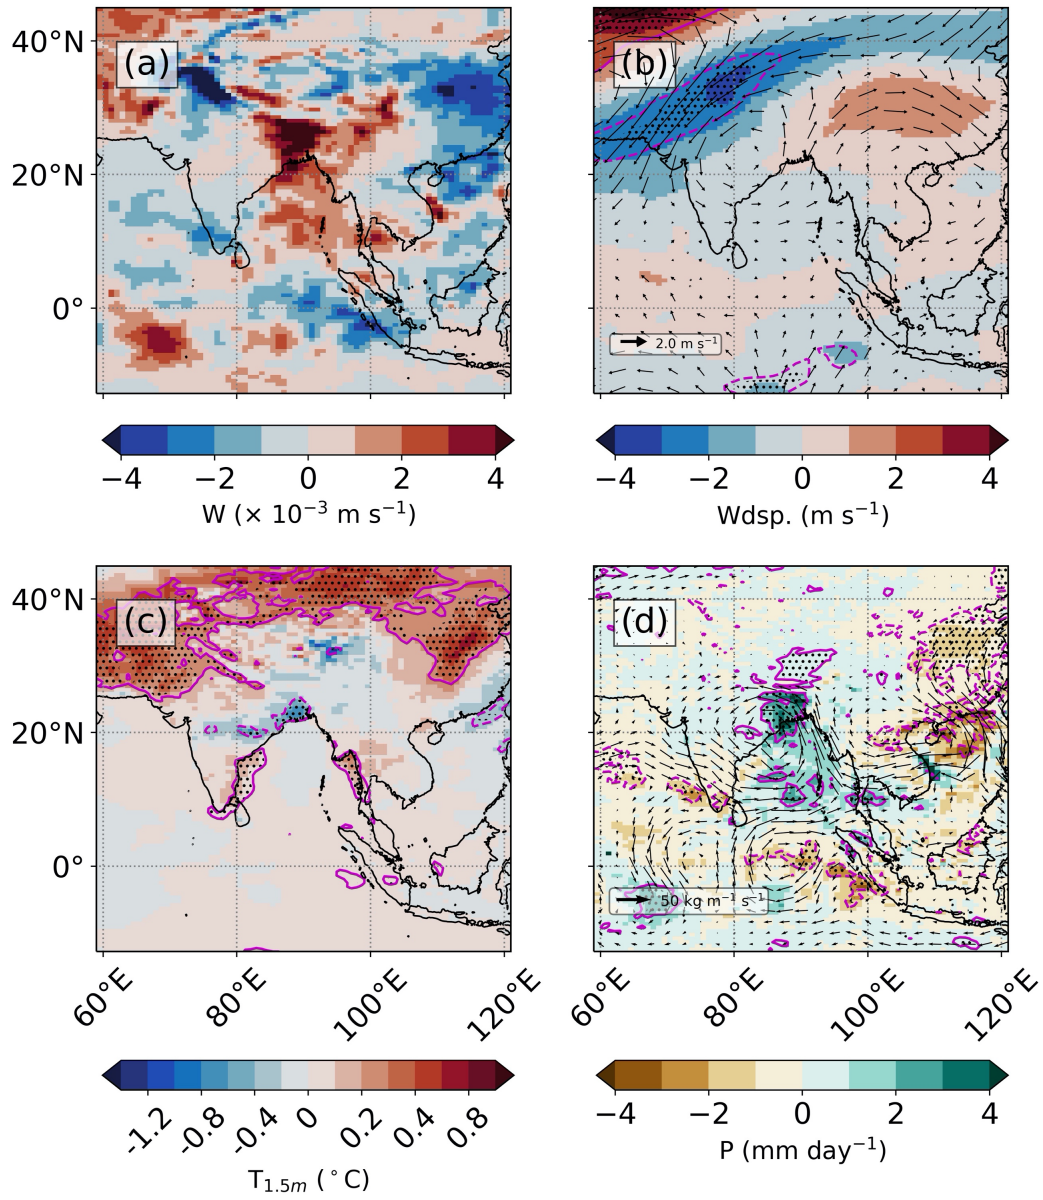 (a)
(b)
40°N
20°N
0°
2.0 m s⁻¹
−4 −2 0 2 4
W (× 10⁻³ m s⁻¹)
−4 −2 0 2 4
Wdsp. (m s⁻¹)
(c)
(d)
40°N
20°N
0°
50 kg m⁻¹ s⁻¹
60°E 80°E 100°E 120°E
60°E 80°E 100°E 120°E
-1.2 -0.8 -0.4 0 0.2 0.4 0.8
T₁.₅ₘ (°C)
−4 −2 0 2 4
P (mm day⁻¹)